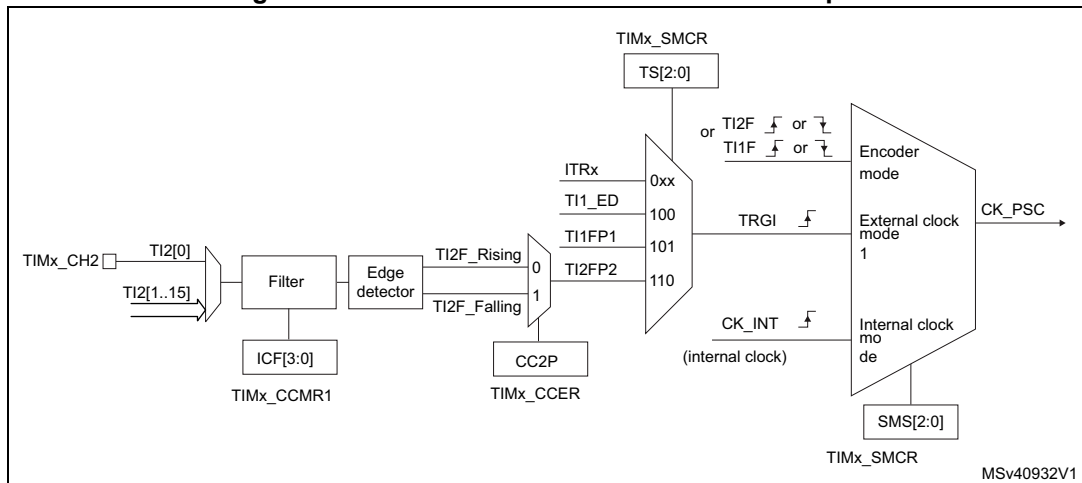 TIMx_SMCR
TS[2:0]
or TI2F or
TI1F or
Encoder
mode
ITRx
0xx
TI1_ED
100
TI1FP1
101
TI2FP2
110
TRGI
External clock
mode
1
CK_PSC
TIMx_CH2
TI2[0]
TI2[1..15]
Filter
Edge
detector
TI2F_Rising
0
TI2F_Falling
1
CK_INT
(internal clock)
Internal clock
mo
de
ICF[3:0]
TIMx_CCMR1
CC2P
TIMx_CCER
SMS[2:0]
TIMx_SMCR
MSv40932V1